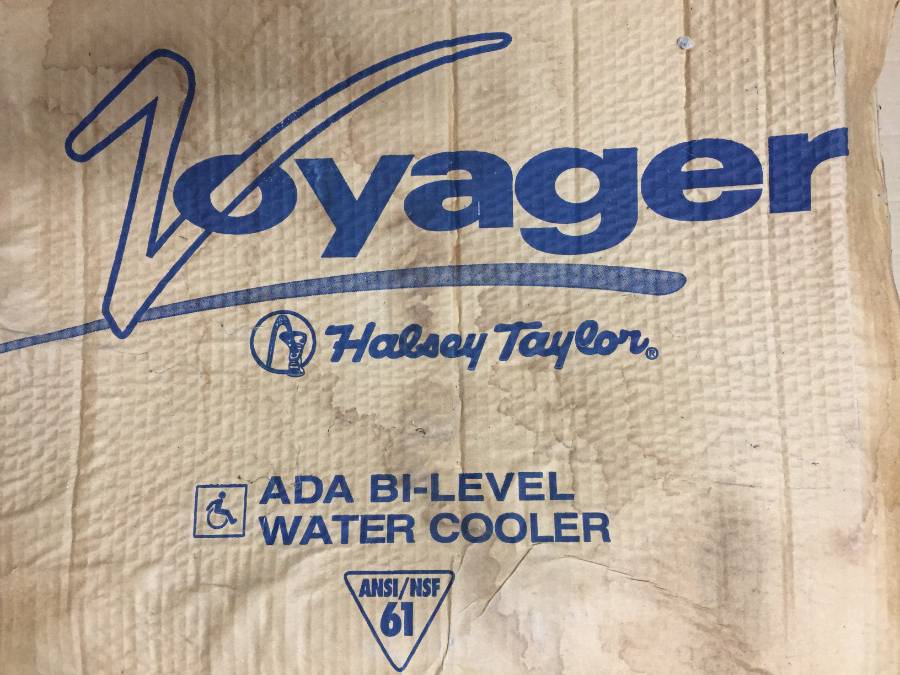 Voyager
Halsey Taylor®
ADA BI-LEVEL
WATER COOLER
ANSI/NSF
61